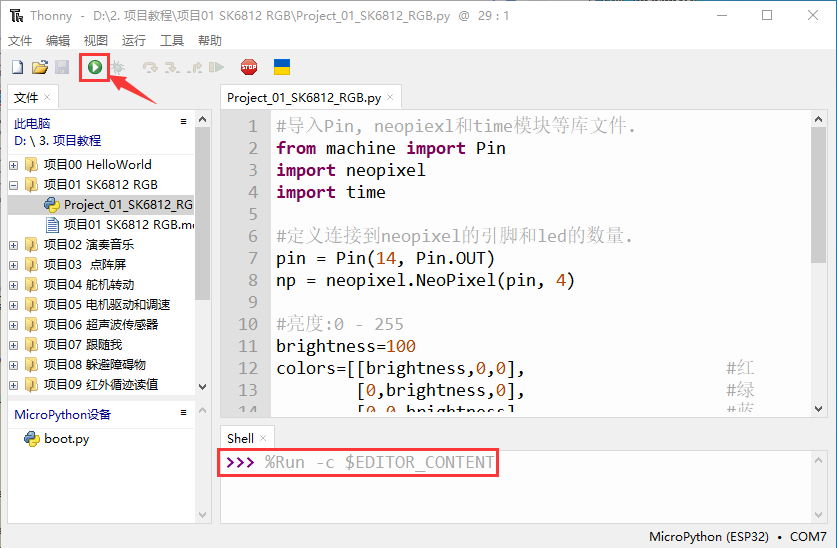 Thonny - D:\2. 项目教程\项目01 SK6812 RGB\Project_01_SK6812_RGB.py @ 29 : 1
文件 编辑 视图 运行 工具 帮助
STOP
文件
此电脑
D: \ 3. 项目教程
项目00 HelloWorld
项目01 SK6812 RGB
Project_01_SK6812_RG
项目01 SK6812 RGB.m
项目02 演奏音乐
项目03 点阵屏
项目04 舵机转动
项目05 电机驱动和调速
项目06 超声波传感器
项目07 跟随我
项目08 躲避障碍物
项目09 红外循迹读值
MicroPython设备
boot.py
Project_01_SK6812_RGB.py
1 #导入Pin, neopiexl和time模块等库文件.
2 from machine import Pin
3 import neopixel
4 import time
5
6 #定义连接到neopixel的引脚和led的数量.
7 pin = Pin(14, Pin.OUT)
8 np = neopixel.NeoPixel(pin, 4)
9
10 #亮度:0 - 255
11 brightness=100
12 colors=[[brightness,0,0], #红
13 [0,brightness,0], #绿
14 [0,0,brightness] #蓝
Shell
>>> %Run -c $EDITOR_CONTENT
MicroPython (ESP32) • COM7